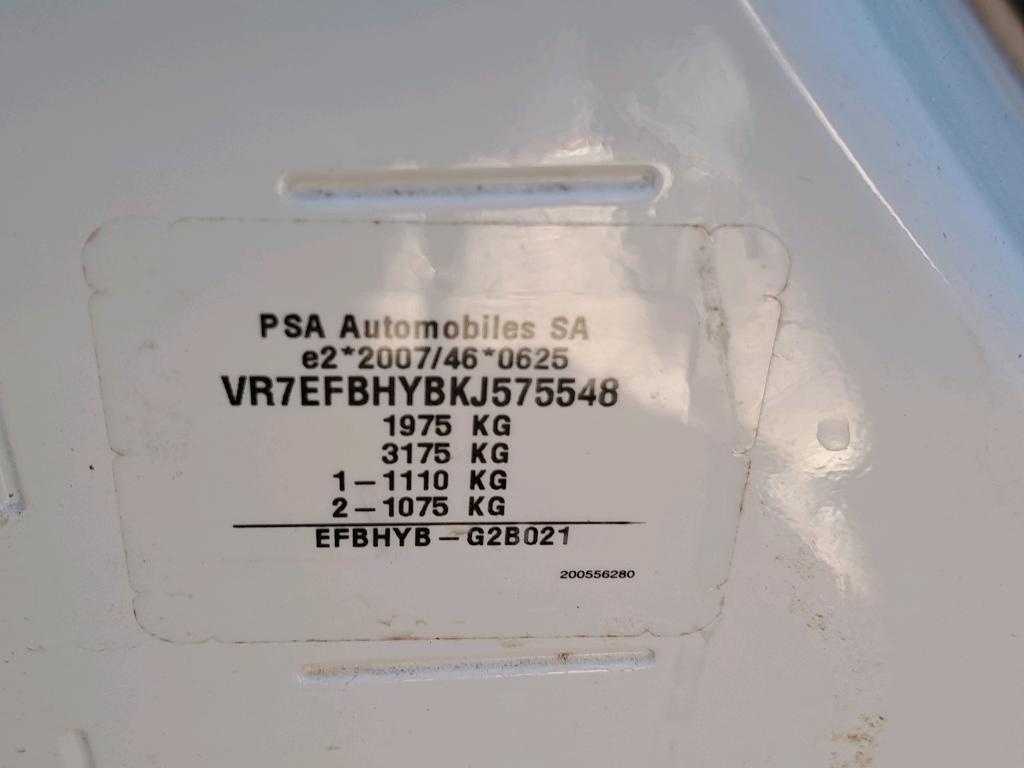 PSA Automobiles SA
e2*2007/46*0625
VR7EFBHYBKJ575548
1975 KG
3175 KG
1-1110 KG
2-1075 KG
EFBHYB-G2B021
200556280